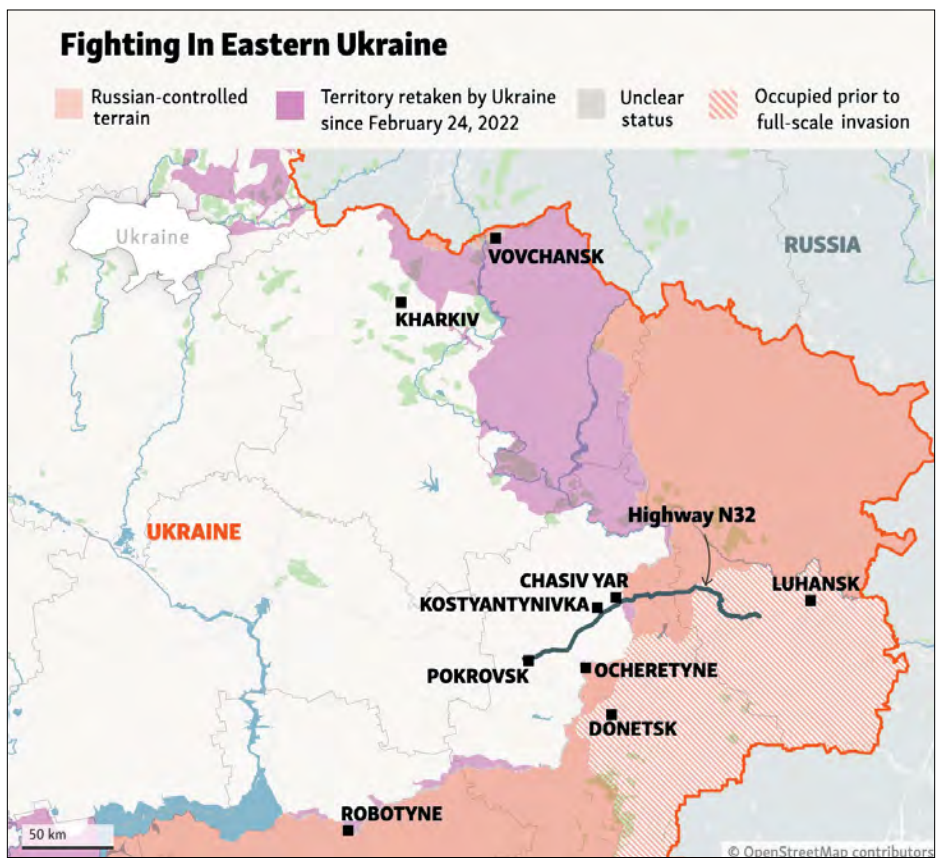 Fighting In Eastern Ukraine
Russian-controlled
terrain
Territory retaken by Ukraine
since February 24, 2022
Unclear
status
Occupied prior to
full-scale invasion
Ukraine
VOVCHANSK
RUSSIA
KHARKIV
Highway N32
UKRAINE
CHASIV YAR
LUHANSK
KOSTYANTYNIVKA
POKROVSK
OCHERETYNE
DONETSK
ROBOTYNE
50 km
© OpenStreetMap contributors